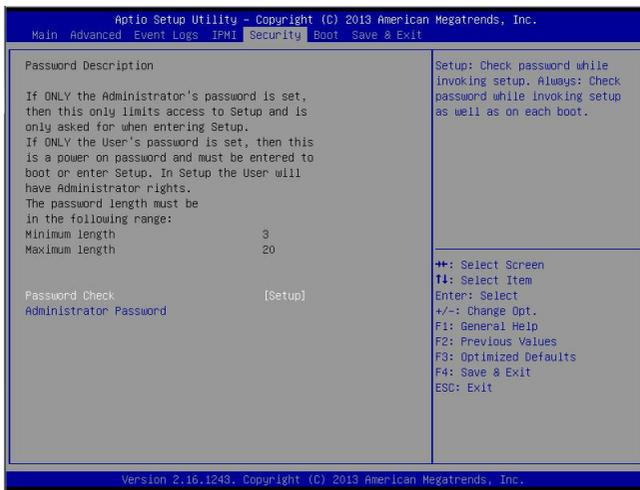 Aptio Setup Utility – Copyright (C) 2013 American Megatrends, Inc.
Main Advanced Event Logs IPMI Security Boot Save & Exit
Password Description
If ONLY the Administrator's password is set,
then this only limits access to Setup and is
only asked for when entering Setup.
If ONLY the User's password is set, then this
is a power on password and must be entered to
boot or enter Setup. In Setup the User will
have Administrator rights.
The password length must be
in the following range:
Minimum length 3
Maximum length 20
Password Check [Setup]
Administrator Password
Setup: Check password while
invoking setup. Always: Check
password while invoking setup
as well as on each boot.
→←: Select Screen
↑↓: Select Item
Enter: Select
+/-: Change Opt.
F1: General Help
F2: Previous Values
F3: Optimized Defaults
F4: Save & Exit
ESC: Exit
Version 2.16.1243. Copyright (C) 2013 American Megatrends, Inc.